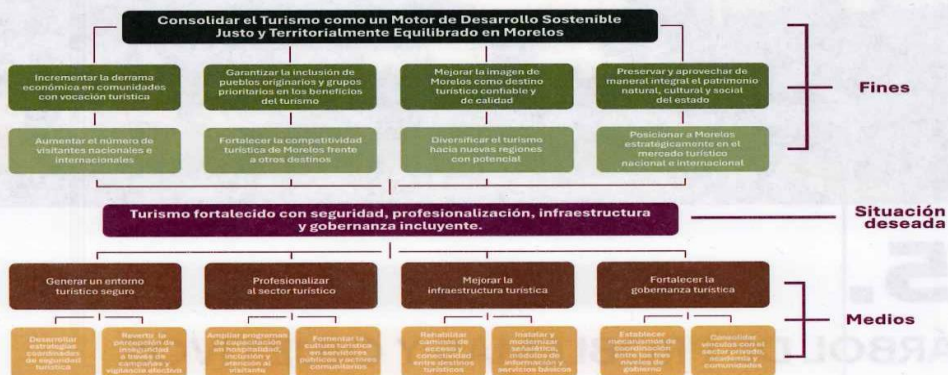 Consolidar el Turismo como un Motor de Desarrollo Sostenible
Justo y Territorialmente Equilibrado en Morelos
Incrementar la derrama
económica en comunidades
con vocación turística
Garantizar la inclusión de
pueblos originarios y grupos
prioritarios en los beneficios
del turismo
Mejorar la imagen de
Morelos como destino
turístico confiable y
de calidad
Preservar y aprovechar de
maneral integral el patrimonio
natural, cultural y social
del estado
Fines
Aumentar el número de
visitantes nacionales e
internacionales
Fortalecer la competitividad
turística de Morelos frente
a otros destinos
Diversificar el turismo
hacia nuevas regiones
con potencial
Posicionar a Morelos
estratégicamente en el
mercado turístico
nacional e internacional
Turismo fortalecido con seguridad, profesionalización, infraestructura
y gobernanza incluyente.
Situación
deseada
Generar un entorno
turístico seguro
Profesionalizar
al sector turístico
Mejorar la
infraestructura turística
Fortalecer la
gobernanza turística
Medios
Desarrollar
estrategias
coordinadas
de seguridad
turística
Revertir la
percepción de
inseguridad
a través de
campañas y
vigilancia efectiva
Ampliar programas
de capacitación
en hospitalidad,
inclusión y
atención al
visitante
Fomentar la
cultura turística
en servidores
públicos y actores
comunitarios
Rehabilitar
caminos de
acceso y
conectividad
entre destinos
turísticos
Instalar y
modernizar
señalética,
módulos de
información y
servicios básicos
Establecer
mecanismos de
coordinación
entre los tres
niveles de
gobierno
Consolidar
vínculos con el
sector privado,
academia y
comunidades